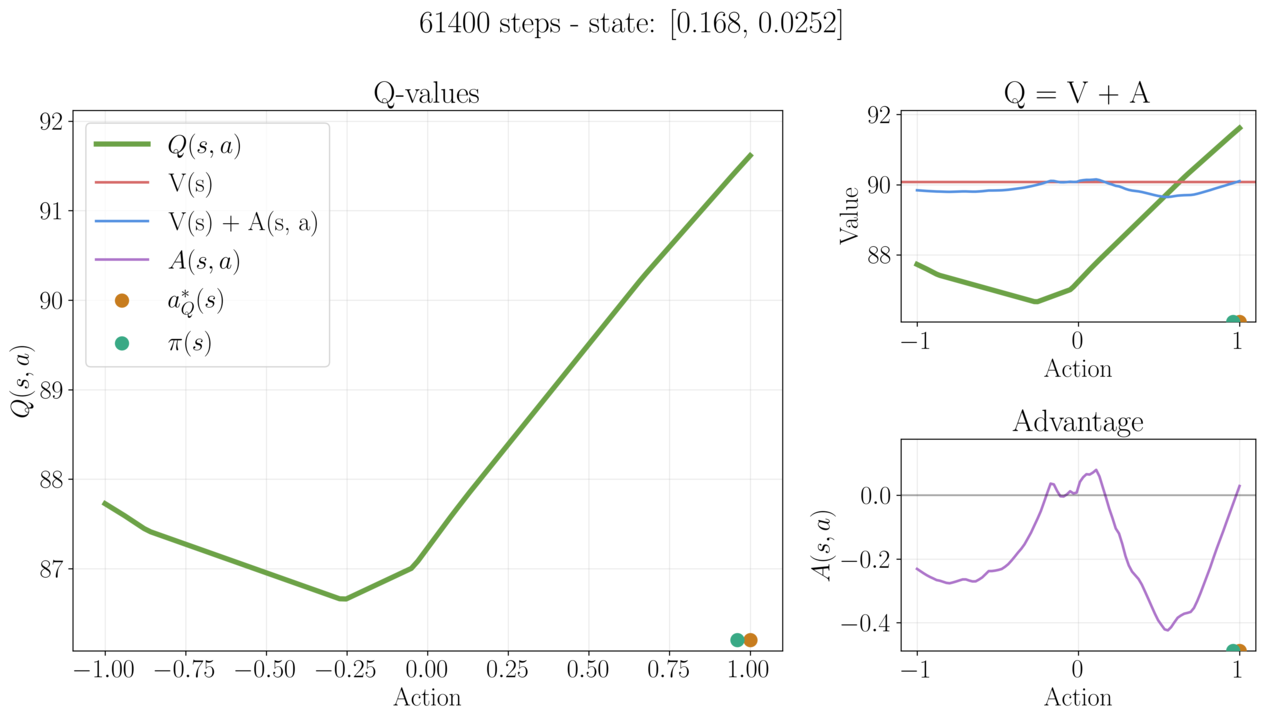 61400 steps - state: [0.168, 0.0252]
Q-values
92
91
90
89
88
87
Q(s, a)
Q(s, a)
V(s)
V(s) + A(s, a)
A(s, a)
a*_Q(s)
π(s)
−1.00 −0.75 −0.50 −0.25 0.00 0.25 0.50 0.75 1.00
Action
Q = V + A
92
90
88
Value
−1 0 1
Action
Advantage
0.0
−0.2
−0.4
A(s, a)
−1 0 1
Action